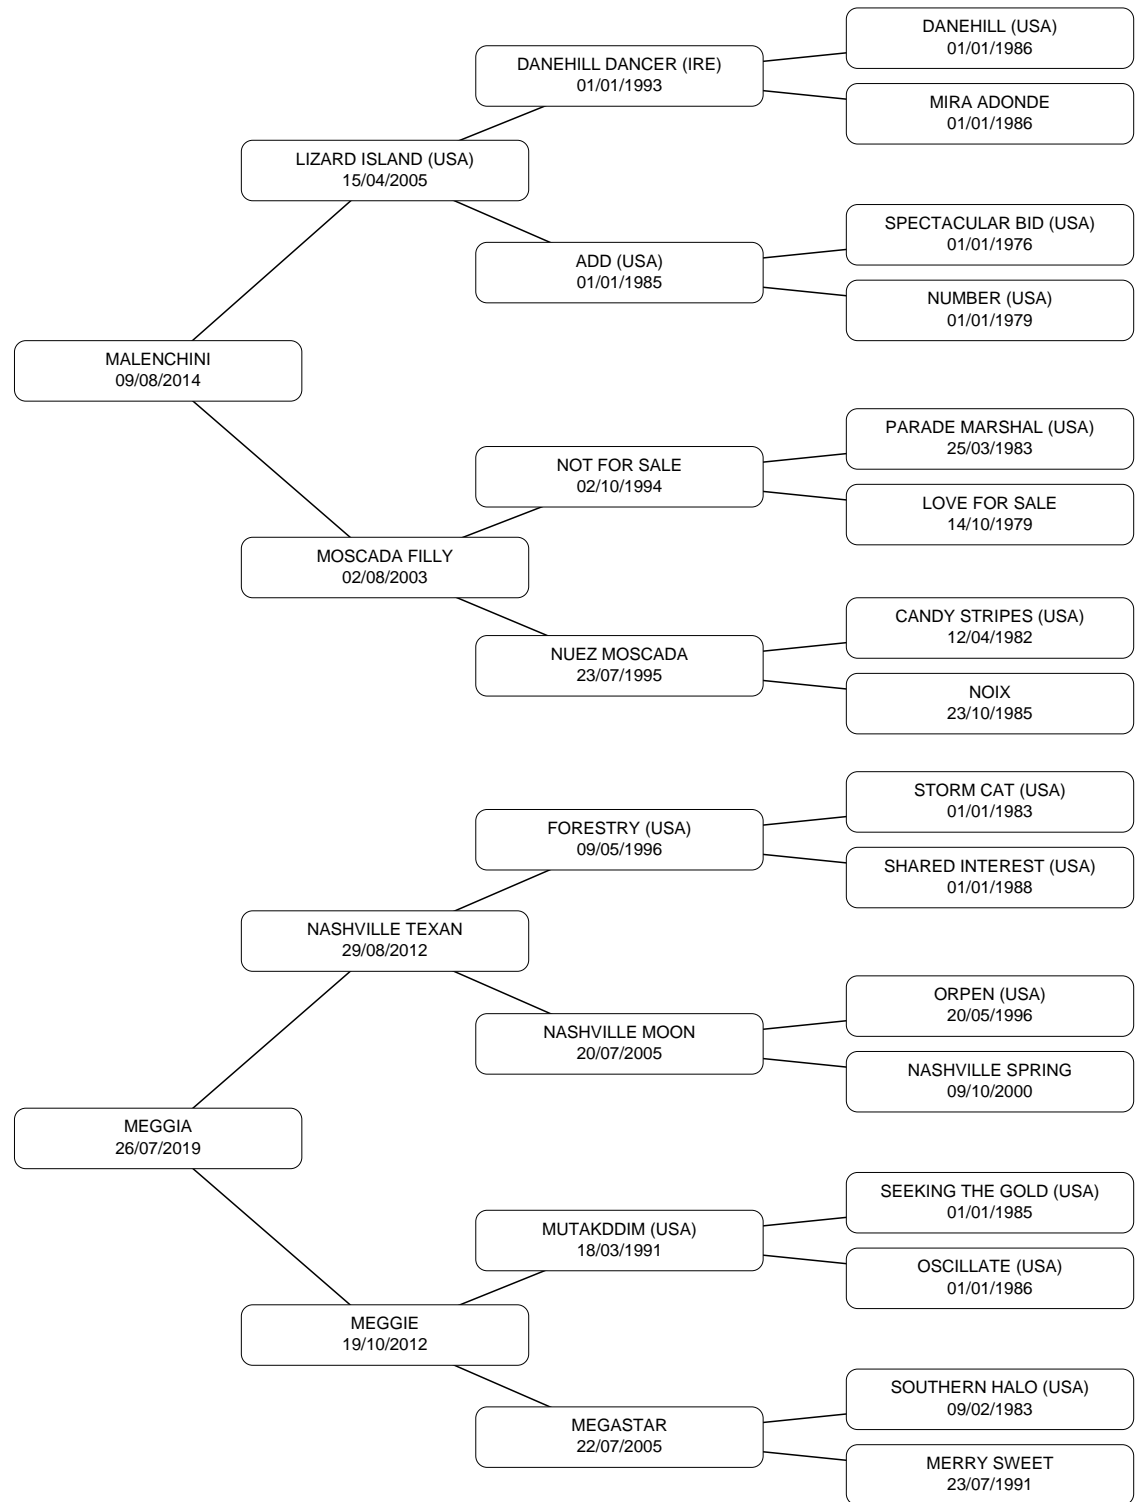 DANEHILL (USA)
01/01/1986
DANEHILL DANCER (IRE)
01/01/1993
MIRA ADONDE
01/01/1986
LIZARD ISLAND (USA)
15/04/2005
SPECTACULAR BID (USA)
01/01/1976
ADD (USA)
01/01/1985
NUMBER (USA)
01/01/1979
MALENCHINI
09/08/2014
PARADE MARSHAL (USA)
25/03/1983
NOT FOR SALE
02/10/1994
LOVE FOR SALE
14/10/1979
MOSCADA FILLY
02/08/2003
CANDY STRIPES (USA)
12/04/1982
NUEZ MOSCADA
23/07/1995
NOIX
23/10/1985
STORM CAT (USA)
01/01/1983
FORESTRY (USA)
09/05/1996
SHARED INTEREST (USA)
01/01/1988
NASHVILLE TEXAN
29/08/2012
ORPEN (USA)
20/05/1996
NASHVILLE MOON
20/07/2005
NASHVILLE SPRING
09/10/2000
MEGGIA
26/07/2019
SEEKING THE GOLD (USA)
01/01/1985
MUTAKDDIM (USA)
18/03/1991
OSCILLATE (USA)
01/01/1986
MEGGIE
19/10/2012
SOUTHERN HALO (USA)
09/02/1983
MEGASTAR
22/07/2005
MERRY SWEET
23/07/1991